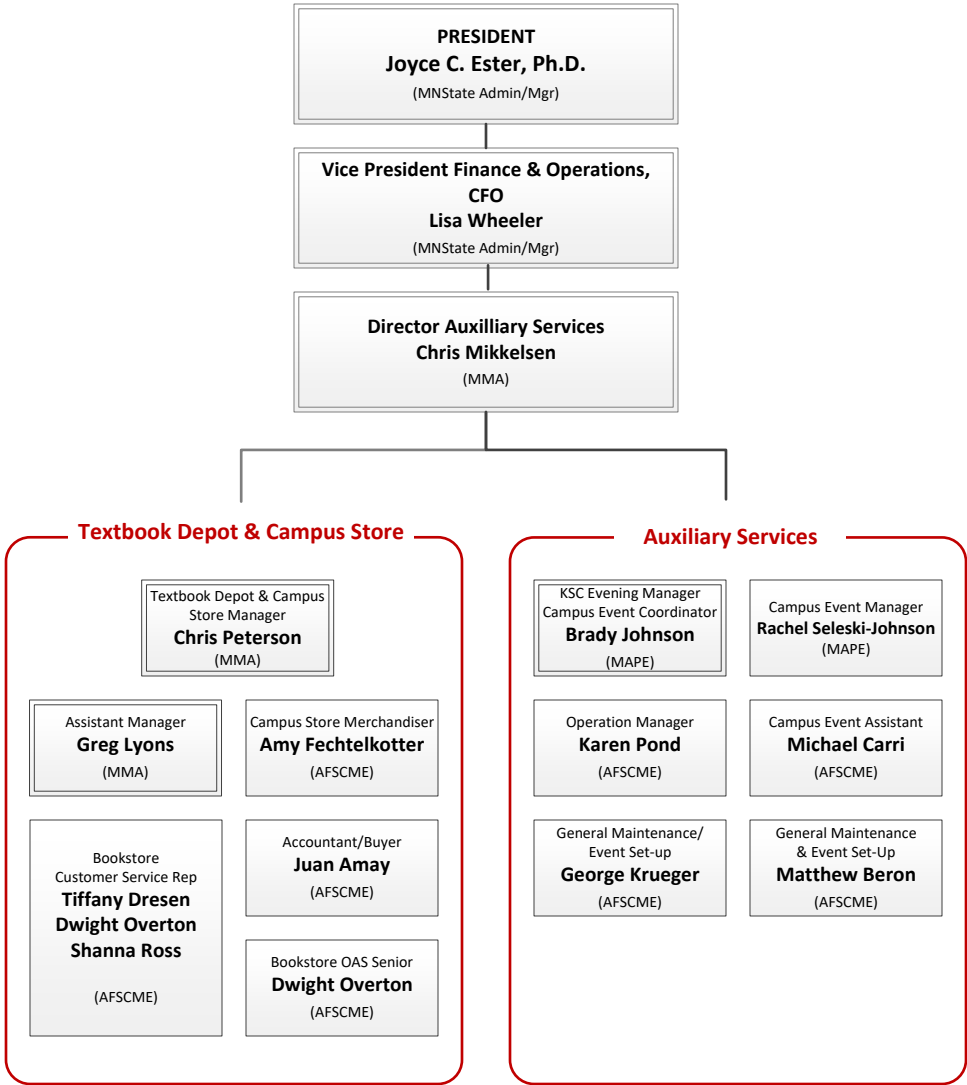 PRESIDENT
Joyce C. Ester, Ph.D.
(MNState Admin/Mgr)
Vice President Finance & Operations,
CFO
Lisa Wheeler
(MNState Admin/Mgr)
Director Auxilliary Services
Chris Mikkelsen
(MMA)
Textbook Depot & Campus Store
Textbook Depot & Campus
Store Manager
Chris Peterson
(MMA)
Assistant Manager
Greg Lyons
(MMA)
Campus Store Merchandiser
Amy Fechtelkotter
(AFSCME)
Bookstore
Customer Service Rep
Tiffany Dresen
Dwight Overton
Shanna Ross
(AFSCME)
Accountant/Buyer
Juan Amay
(AFSCME)
Bookstore OAS Senior
Dwight Overton
(AFSCME)
Auxiliary Services
KSC Evening Manager
Campus Event Coordinator
Brady Johnson
(MAPE)
Campus Event Manager
Rachel Seleski-Johnson
(MAPE)
Operation Manager
Karen Pond
(AFSCME)
Campus Event Assistant
Michael Carri
(AFSCME)
General Maintenance/
Event Set-up
George Krueger
(AFSCME)
General Maintenance
& Event Set-Up
Matthew Beron
(AFSCME)